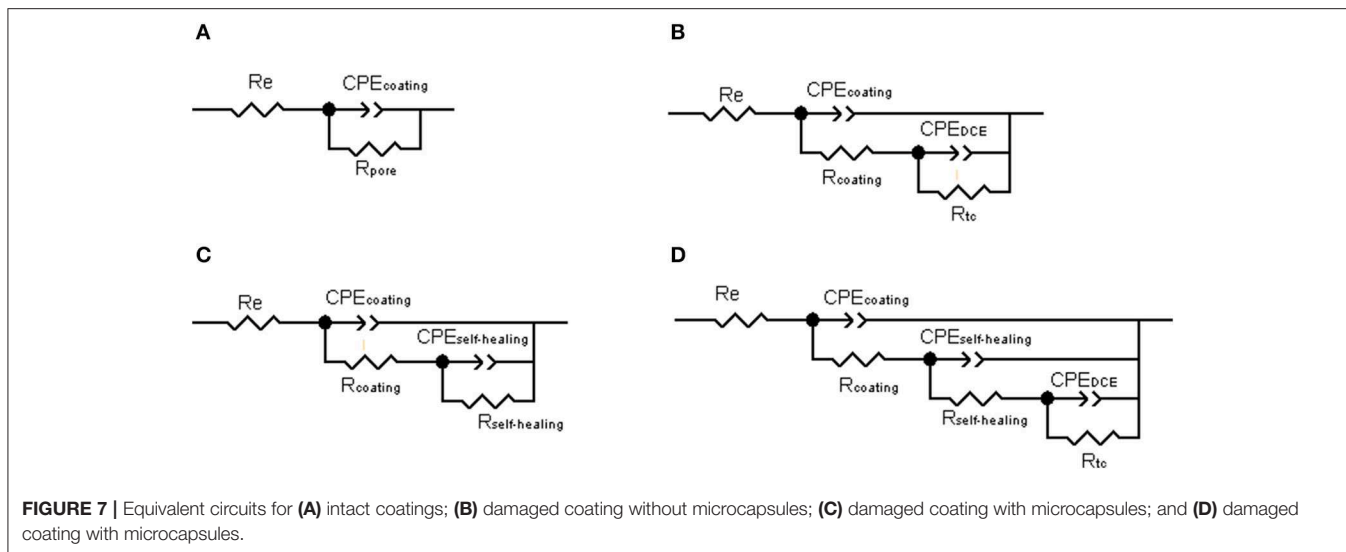 A
Re
CPEcoating
Rpore
B
Re
CPEcoating
CPEDCE
Rcoating
Rtc
C
Re
CPEcoating
CPEself-healing
Rcoating
Rself-healing
D
Re
CPEcoating
CPEself-healing
Rcoating
CPEDCE
Rself-healing
Rtc
FIGURE 7 | Equivalent circuits for (A) intact coatings; (B) damaged coating without microcapsules; (C) damaged coating with microcapsules; and (D) damaged
coating with microcapsules.